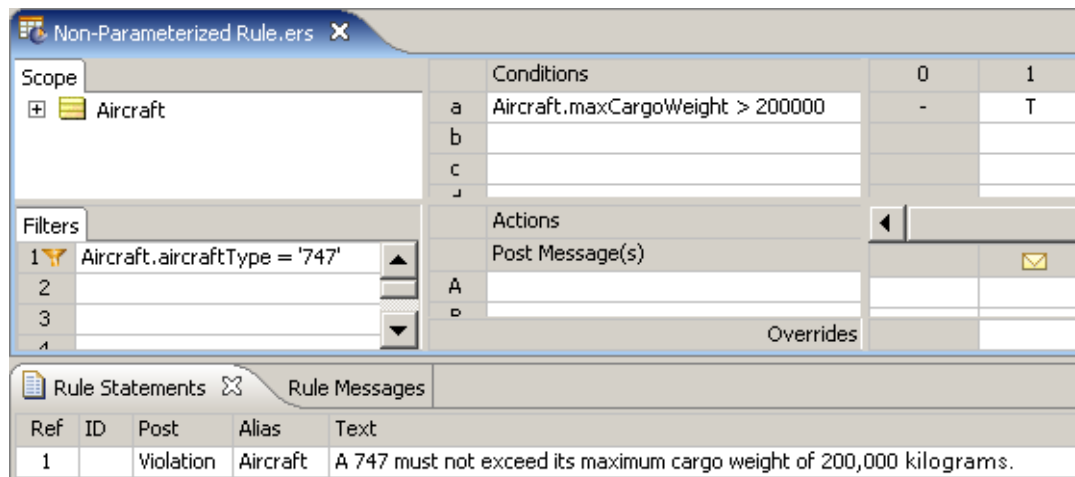 Non-Parameterized Rule.ers
Scope
Aircraft
Conditions 0 1
a Aircraft.maxCargoWeight > 200000 - T
b
c
Filters
1 Aircraft.aircraftType = '747'
2
3
Actions
Post Message(s)
A
Overrides
Rule Statements Rule Messages
Ref ID Post Alias Text
1 Violation Aircraft A 747 must not exceed its maximum cargo weight of 200,000 kilograms.